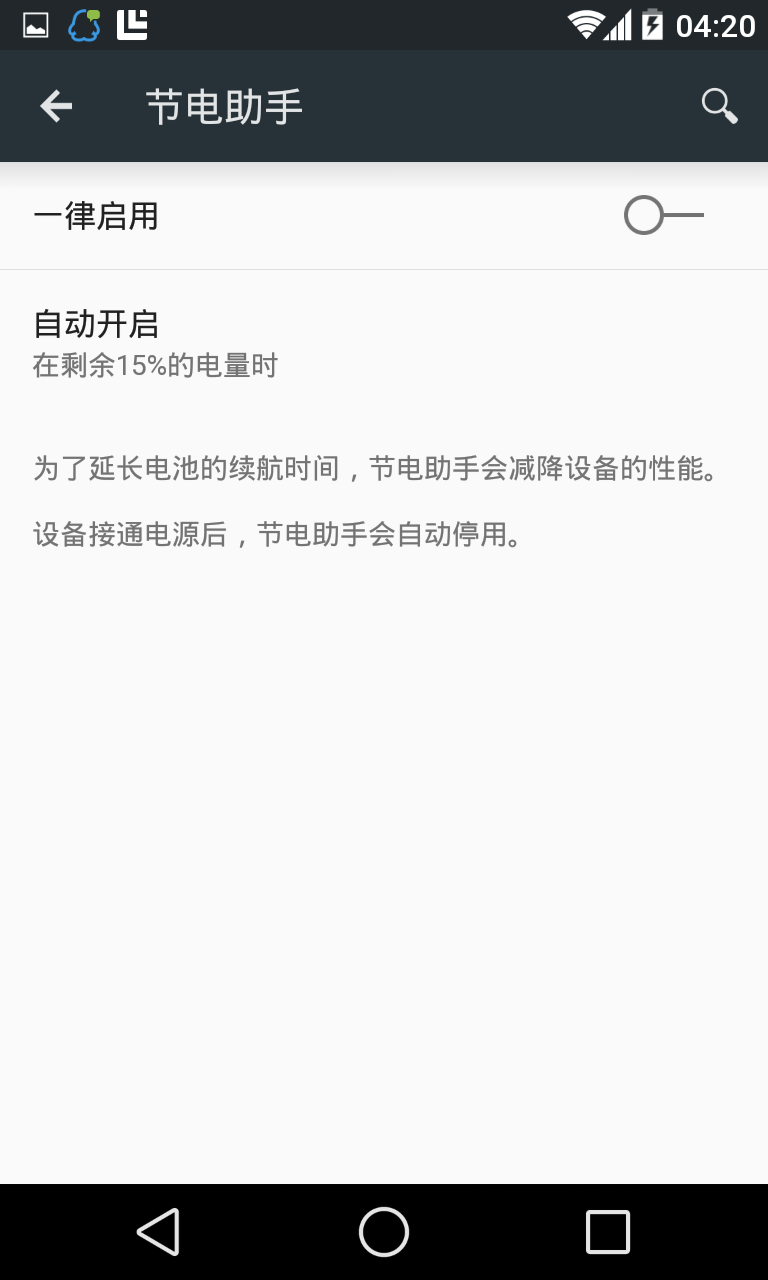 04:20
节电助手
一律启用
自动开启
在剩余15%的电量时
为了延长电池的续航时间，节电助手会减降设备的性能。
设备接通电源后，节电助手会自动停用。